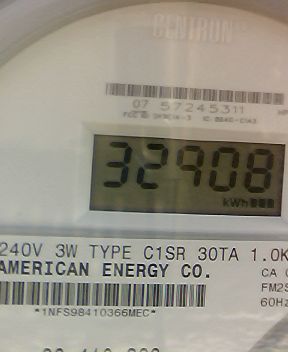 CENTRON
07 57245311
32908
kWh
240V 3W TYPE C1SR 30TA 1.0K
AMERICAN ENERGY CO.
CA
FM2S
60Hz
*1NFS98410366MEC*